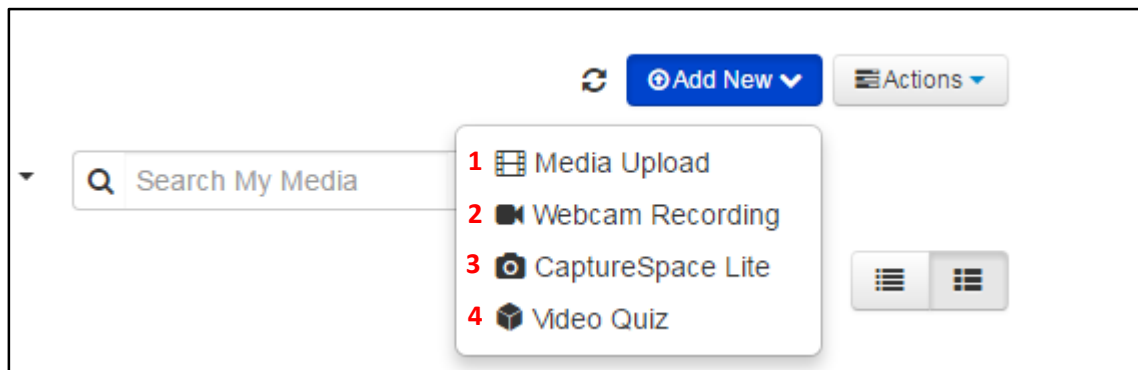 Add New
Actions
Search My Media
1 Media Upload
2 Webcam Recording
3 CaptureSpace Lite
4 Video Quiz